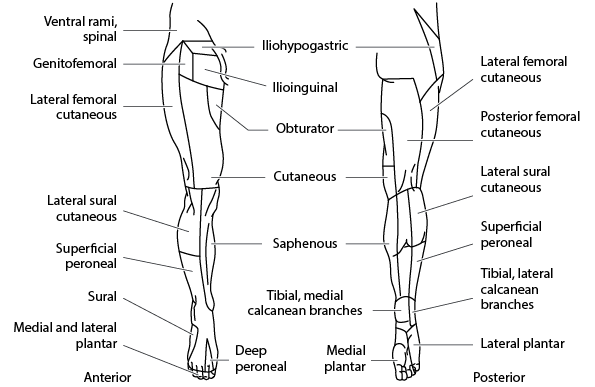 Ventral rami,
spinal
Genitofemoral
Lateral femoral
cutaneous
Lateral sural
cutaneous
Superficial
peroneal
Sural
Medial and lateral
plantar
Anterior
Iliohypogastric
Ilioinguinal
Obturator
Cutaneous
Saphenous
Tibial, medial
calcanean branches
Deep
peroneal
Medial
plantar
Lateral femoral
cutaneous
Posterior femoral
cutaneous
Lateral sural
cutaneous
Superficial
peroneal
Tibial, lateral
calcanean
branches
Lateral plantar
Posterior